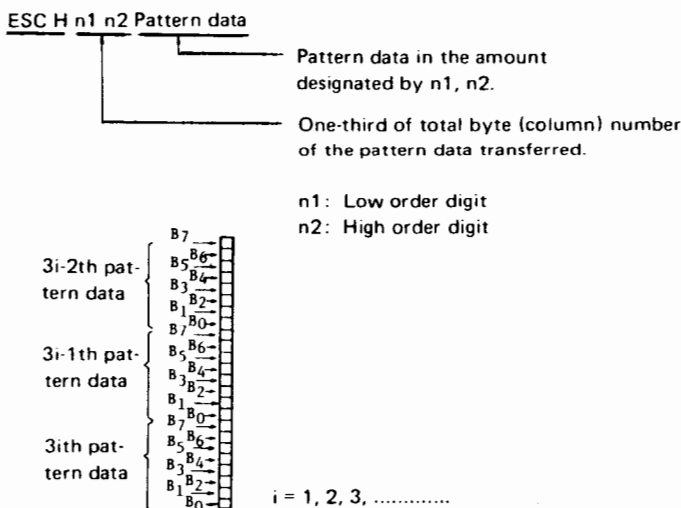 ESC H n1 n2 Pattern data
Pattern data in the amount
designated by n1, n2.
One-third of total byte (column) number
of the pattern data transferred.
n1: Low order digit
n2: High order digit
3i-2th pat-
tern data
B7
B6
B5
B4
B3
B2
B1
B0
3i-1th pat-
tern data
B7
B6
B5
B4
B3
B2
B1
B0
3ith pat-
tern data
B7
B6
B5
B4
B3
B2
B1
B0
i = 1, 2, 3, .............